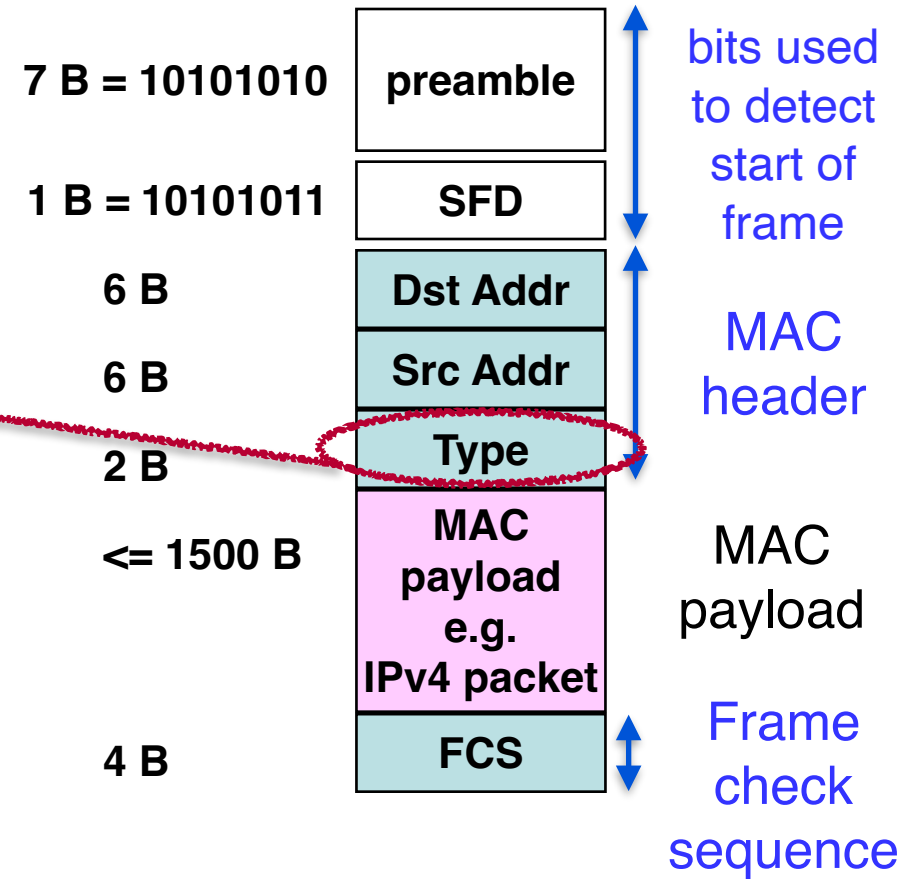 7 B = 10101010
preamble
bits used
to detect
start of
frame
1 B = 10101011
SFD
6 B
Dst Addr
MAC
header
6 B
Src Addr
2 B
Type
<= 1500 B
MAC
payload
e.g.
IPv4 packet
MAC
payload
4 B
FCS
Frame
check
sequence